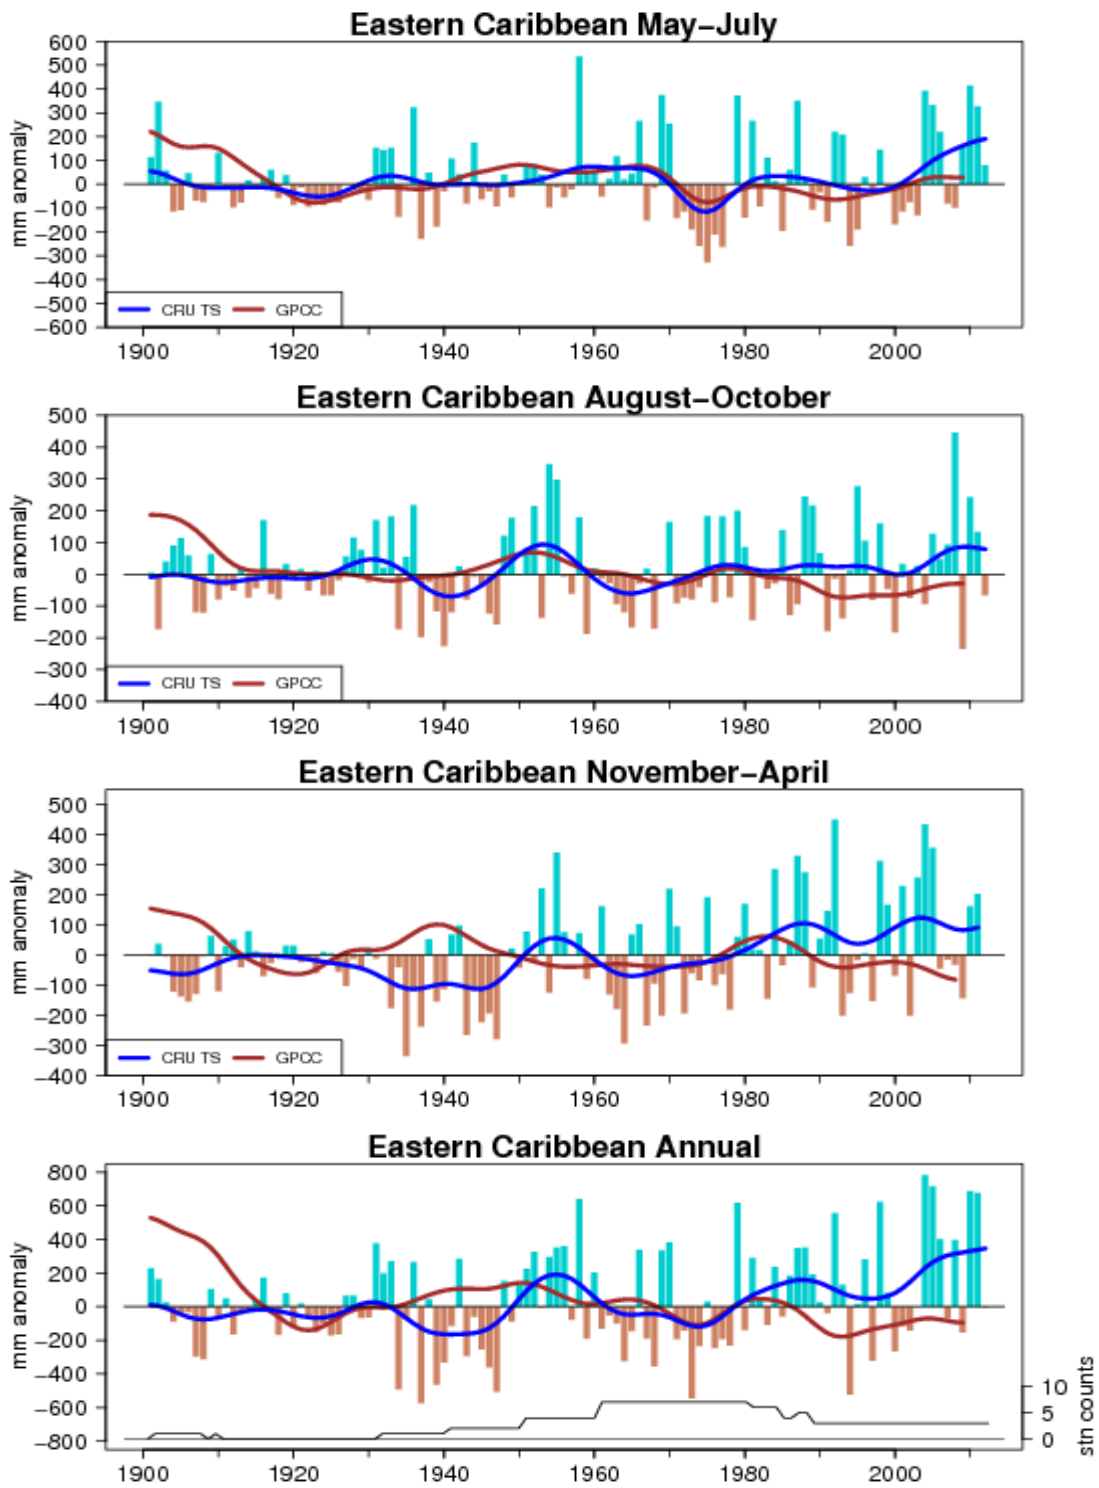 Eastern Caribbean May–July
600
500
400
300
200
100
0
−100
−200
−300
−400
−500
−600
mm anomaly
CRU TS GPCC
1900 1920 1940 1960 1980 2000
Eastern Caribbean August–October
500
400
300
200
100
0
−100
−200
−300
−400
mm anomaly
CRU TS GPCC
1900 1920 1940 1960 1980 2000
Eastern Caribbean November–April
500
400
300
200
100
0
−100
−200
−300
−400
mm anomaly
CRU TS GPCC
1900 1920 1940 1960 1980 2000
Eastern Caribbean Annual
800
600
400
200
0
−200
−400
−600
−800
mm anomaly
10
5
0
stn counts
1900 1920 1940 1960 1980 2000